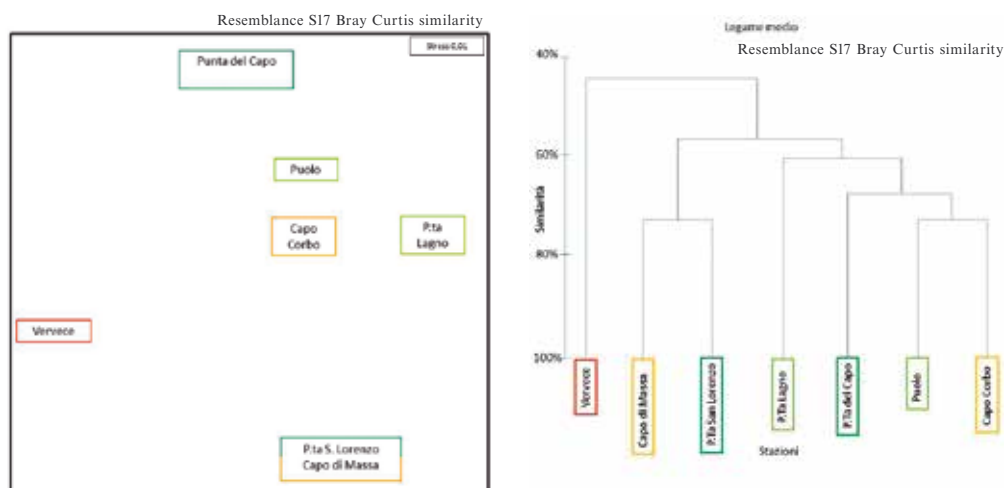 Resemblance S17 Bray Curtis similarity
Stress 0,01
Punta del Capo
Puolo
Capo
Corbo
P.ta
Lagno
Vervece
P.ta S. Lorenzo
Capo di Massa
Legame medio
Resemblance S17 Bray Curtis similarity
40%
60%
80%
100%
Similarità
Vervece
Capo di Massa
P.Ta San Lorenzo
P.Ta Lagno
P.Ta del Capo
Puolo
Capo Corbo
Stazioni